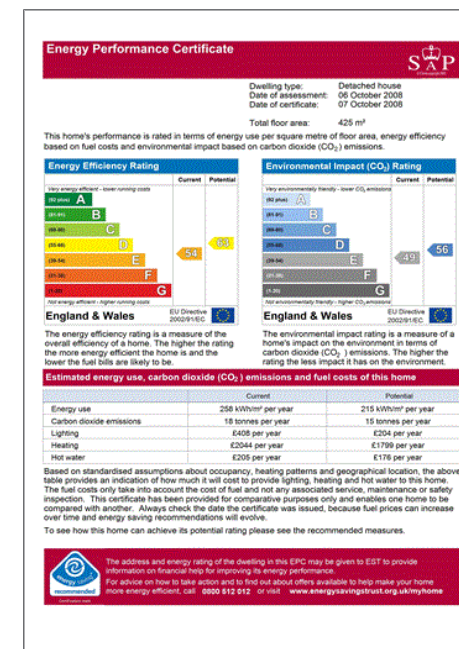 Energy Performance Certificate
SAP
Dwelling type: Detached house
Date of assessment: 06 October 2008
Date of certificate: 07 October 2008
Total floor area: 425 m²
This home's performance is rated in terms of energy use per square metre of floor area, energy efficiency
based on fuel costs and environmental impact based on carbon dioxide (CO₂) emissions.
Energy Efficiency Rating
Current Potential
Very energy efficient - lower running costs
(92 plus) A
(81-91) B
(69-80) C
(55-68) D
(39-54) E
(21-38) F
(1-20) G
54
Not energy efficient - higher running costs
England & Wales
EU Directive
2002/91/EC
Environmental Impact (CO₂) Rating
Current Potential
Very environmentally friendly - lower CO₂ emissions
(92 plus) A
(81-91) B
(69-80) C
(55-68) D
(39-54) E
(21-38) F
(1-20) G
49
56
Not environmentally friendly - higher CO₂ emissions
England & Wales
EU Directive
2002/91/EC
The energy efficiency rating is a measure of the
overall efficiency of a home. The higher the rating
the more energy efficient the home is and the
lower the fuel bills are likely to be.
The environmental impact rating is a measure of a
home's impact on the environment in terms of
carbon dioxide (CO₂ ) emissions. The higher the
rating the less impact it has on the environment.
Estimated energy use, carbon dioxide (CO₂ ) emissions and fuel costs of this home
Current Potential
Energy use 258 kWh/m² per year 215 kWh/m² per year
Carbon dioxide emissions 18 tonnes per year 15 tonnes per year
Lighting £408 per year £204 per year
Heating £2044 per year £1799 per year
Hot water £205 per year £176 per year
Based on standardised assumptions about occupancy, heating patterns and geographical location, the above
table provides an indication of how much it will cost to provide lighting, heating and hot water to this home.
The fuel costs only take into account the cost of fuel and not any associated service, maintenance or safety
inspection. This certificate has been provided for comparative purposes only and enables one home to be
compared with another. Always check the date the certificate was issued, because fuel prices can increase
over time and energy saving recommendations will evolve.
To see how this home can achieve its potential rating please see the recommended measures.
energy saving
recommended
Certification mark
The address and energy rating of the dwelling in this EPC may be given to EST to provide
information on financial help for improving its energy performance.
For advice on how to take action and to find out about offers available to help make your home
more energy efficient, call 0800 512 012 or visit www.energysavingstrust.org.uk/myhome